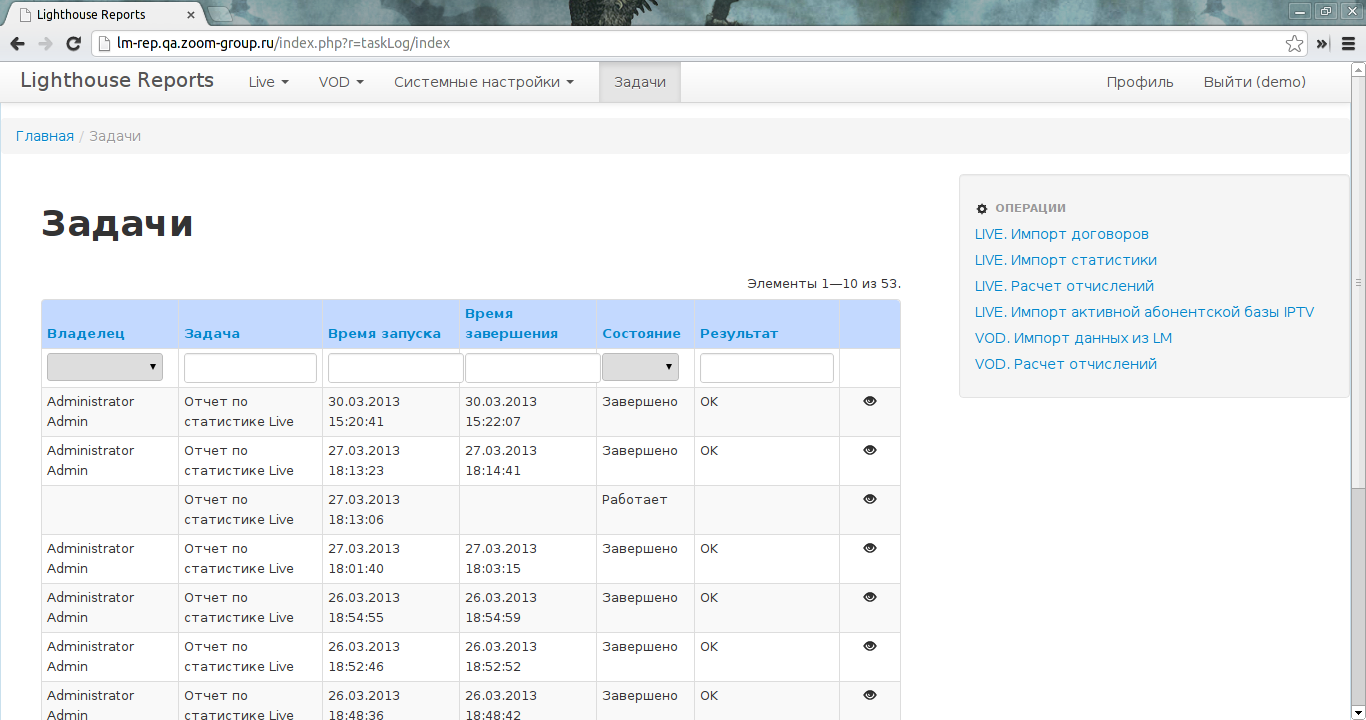 Lighthouse Reports
lm-rep.qa.zoom-group.ru/index.php?r=taskLog/index
Lighthouse Reports Live VOD Системные настройки Задачи Профиль Выйти (demo)
Главная / Задачи
Задачи
Элементы 1—10 из 53.
Владелец Задача Время запуска Время завершения Состояние Результат
Administrator Отчет по 30.03.2013 30.03.2013 Завершено OK
Admin статистике Live 15:20:41 15:22:07
Administrator Отчет по 27.03.2013 27.03.2013 Завершено OK
Admin статистике Live 18:13:23 18:14:41
Отчет по 27.03.2013 Работает
статистике Live 18:13:06
Administrator Отчет по 27.03.2013 27.03.2013 Завершено OK
Admin статистике Live 18:01:40 18:03:15
Administrator Отчет по 26.03.2013 26.03.2013 Завершено OK
Admin статистике Live 18:54:55 18:54:59
Administrator Отчет по 26.03.2013 26.03.2013 Завершено OK
Admin статистике Live 18:52:46 18:52:52
Administrator Отчет по 26.03.2013 26.03.2013 Завершено OK
Admin статистике Live 18:48:36 18:48:42
ОПЕРАЦИИ
LIVE. Импорт договоров
LIVE. Импорт статистики
LIVE. Расчет отчислений
LIVE. Импорт активной абонентской базы IPTV
VOD. Импорт данных из LM
VOD. Расчет отчислений